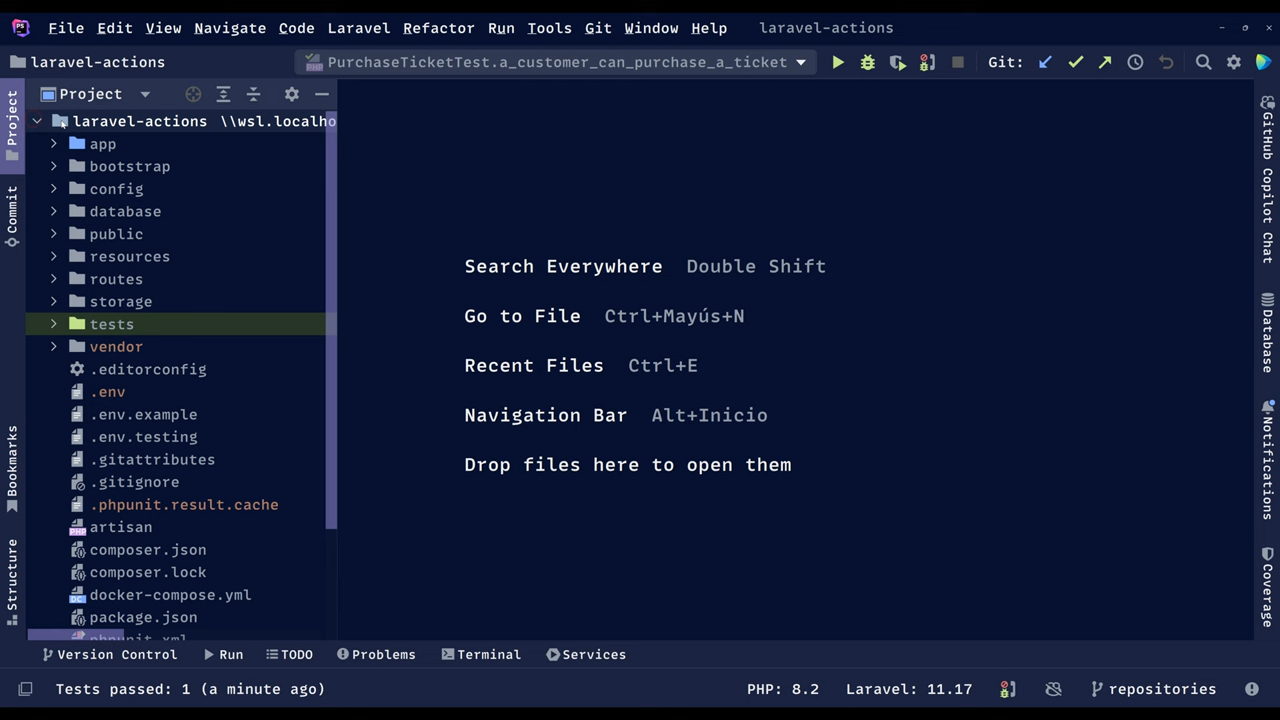 PS File Edit View Navigate Code Laravel Refactor Run Tools Git Window Help laravel-actions
laravel-actions PurchaseTicketTest.a_customer_can_purchase_a_ticket Git:
Project
laravel-actions \\wsl.localho
app
bootstrap
config
database
public
resources
routes
storage
tests
vendor
.editorconfig
.env
.env.example
.env.testing
.gitattributes
.gitignore
.phpunit.result.cache
artisan
composer.json
composer.lock
docker-compose.yml
package.json
phpunit.xml
Project
Commit
Bookmarks
Structure
Search Everywhere Double Shift
Go to File Ctrl+Mayús+N
Recent Files Ctrl+E
Navigation Bar Alt+Inicio
Drop files here to open them
GitHub Copilot Chat
Database
Notifications
Coverage
Version Control Run TODO Problems Terminal Services
Tests passed: 1 (a minute ago) PHP: 8.2 Laravel: 11.17 repositories